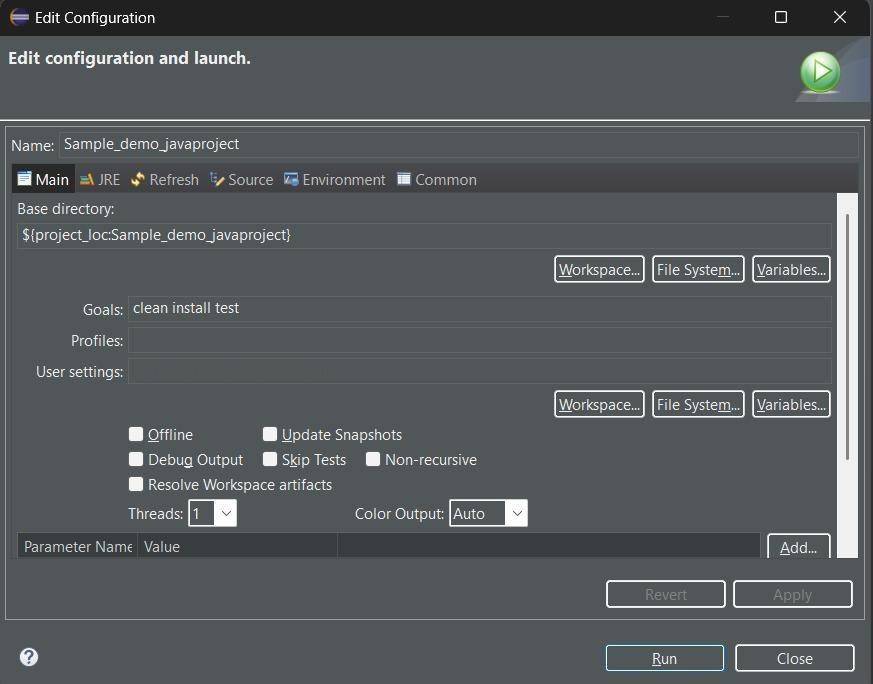 Edit Configuration
Edit configuration and launch.
Name: Sample_demo_javaproject
Main JRE Refresh Source Environment Common
Base directory:
${project_loc:Sample_demo_javaproject}
Workspace... File System... Variables...
Goals: clean install test
Profiles:
User settings:
Workspace... File System... Variables...
Offline Update Snapshots
Debug Output Skip Tests Non-recursive
Resolve Workspace artifacts
Threads: 1 Color Output: Auto
Parameter Name Value Add...
Revert Apply
? Run Close